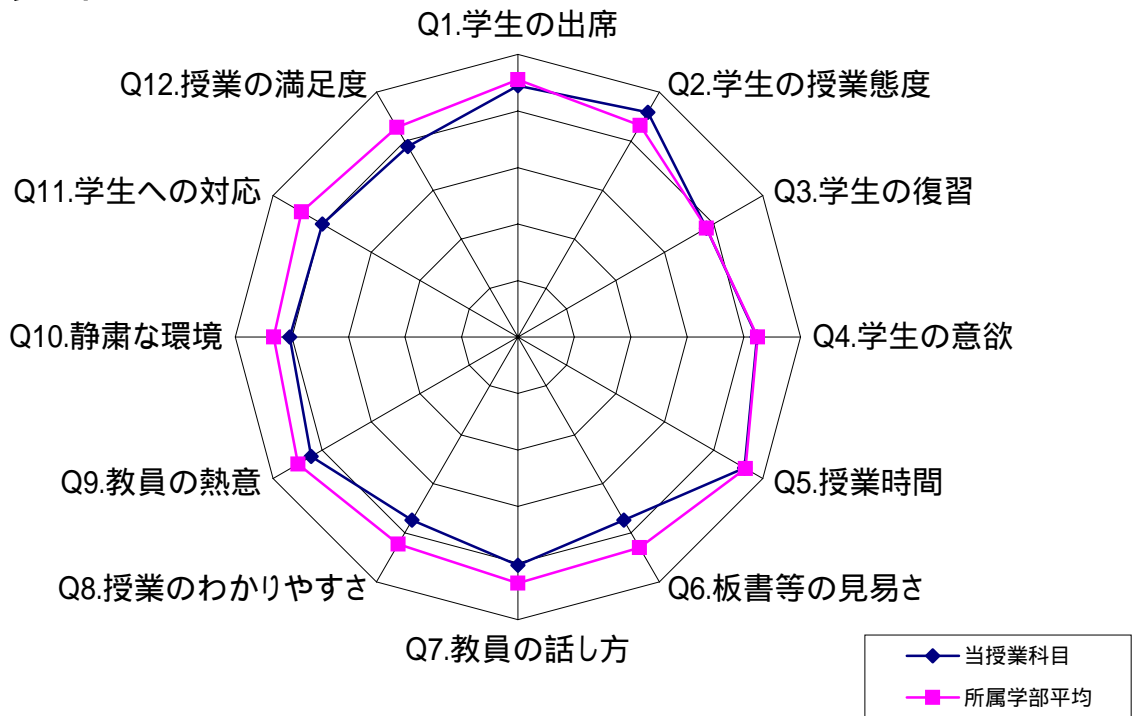 Q1.学生の出席
Q2.学生の授業態度
Q3.学生の復習
Q4.学生の意欲
Q5.授業時間
Q6.板書等の見易さ
Q7.教員の話し方
Q8.授業のわかりやすさ
Q9.教員の熱意
Q10.静粛な環境
Q11.学生への対応
Q12.授業の満足度
当授業科目
所属学部平均